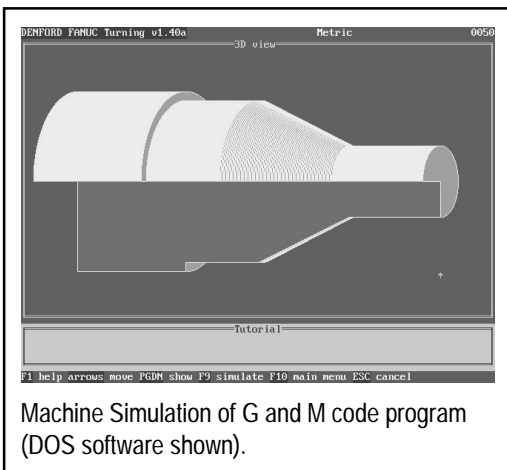 DENFORD FANUC Turning v1.40a Metric 0050
3D view
Tutorial
F1 help arrows move PGDN show F9 simulate F10 main menu ESC cancel
Machine Simulation of G and M code program
(DOS software shown).